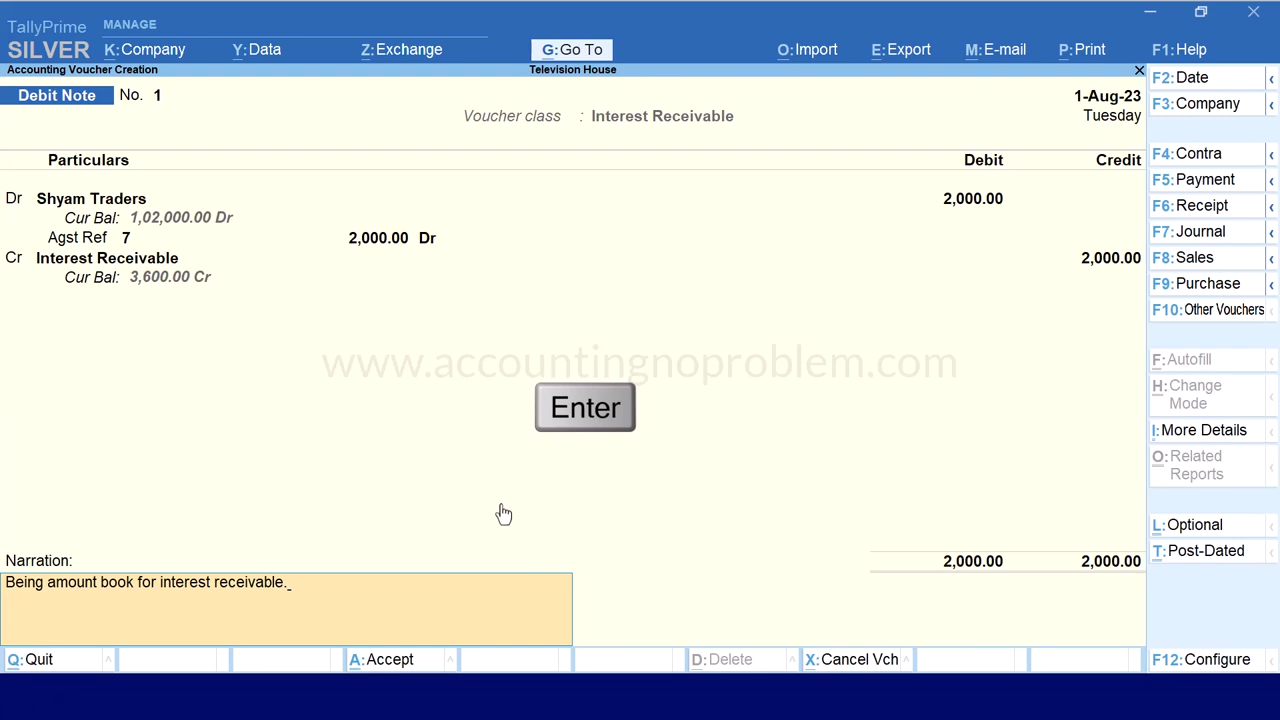 TallyPrime MANAGE
SILVER K:Company Y:Data Z:Exchange G:Go To O:Import E:Export M:E-mail P:Print F1:Help
Accounting Voucher Creation Television House
Debit Note No. 1 1-Aug-23
Voucher class : Interest Receivable Tuesday
Particulars Debit Credit
Dr Shyam Traders 2,000.00
Cur Bal: 1,02,000.00 Dr
Agst Ref 7 2,000.00 Dr
Cr Interest Receivable 2,000.00
Cur Bal: 3,600.00 Cr
www.accountingnoproblem.com
Enter
Narration: 2,000.00 2,000.00
Being amount book for interest receivable.
Q:Quit A:Accept D:Delete X:Cancel Vch F12:Configure
F2:Date
F3:Company
F4:Contra
F5:Payment
F6:Receipt
F7:Journal
F8:Sales
F9:Purchase
F10:Other Vouchers
F:Autofill
H:Change
Mode
I:More Details
O:Related
Reports
L:Optional
T:Post-Dated